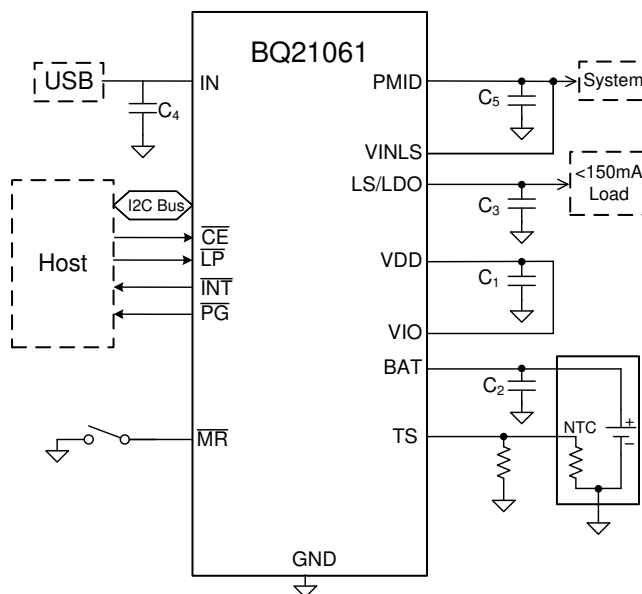 BQ21061
USB
IN
C4
PMID
C5
System
VINLS
LS/LDO
C3
<150mA
Load
Host
I2C Bus
CE
LP
INT
PG
VDD
C1
VIO
BAT
C2
NTC
+
−
MR
TS
GND